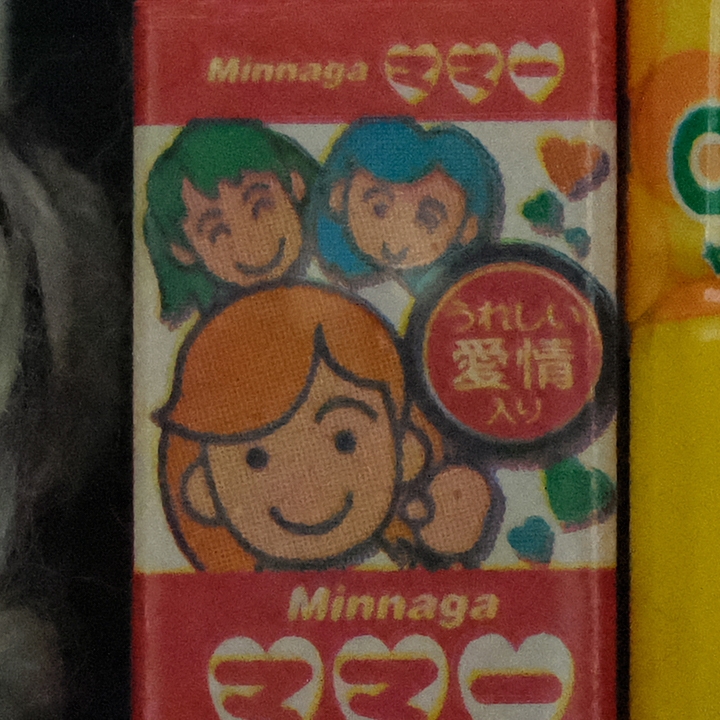 Minnaga ママー
うれしい
愛情
入り
Minnaga
ママー